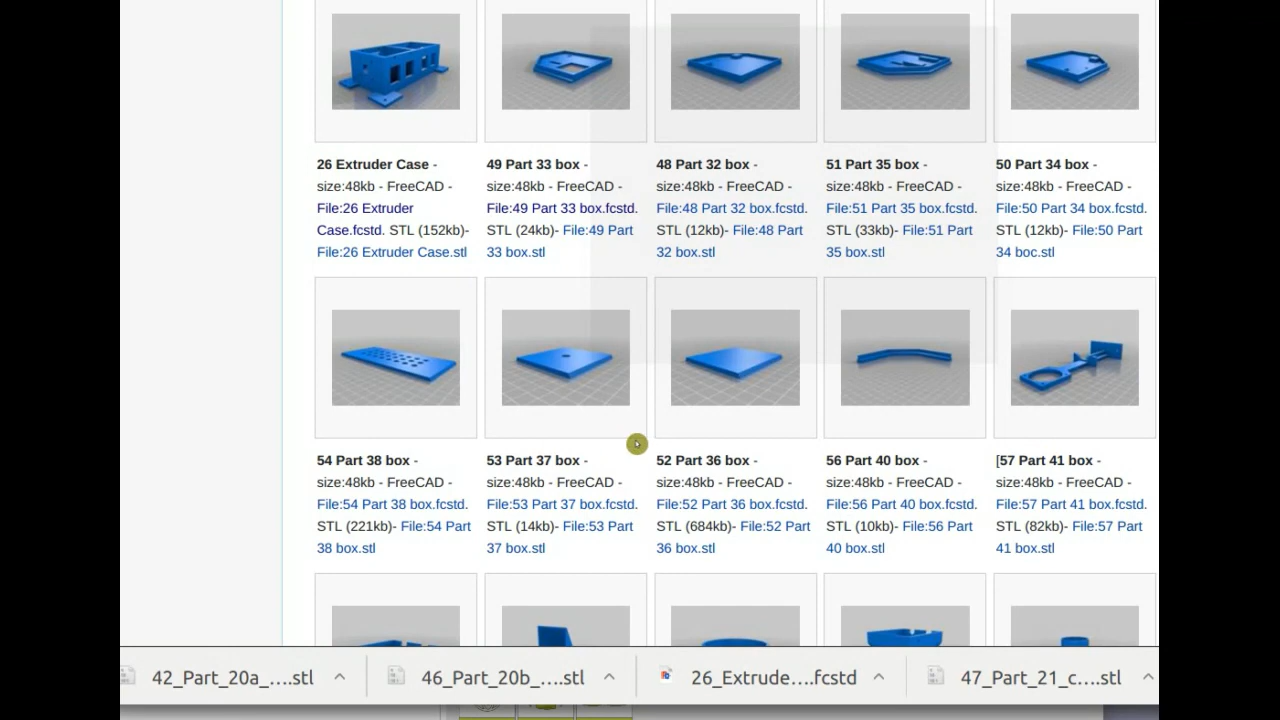 26 Extruder Case -
size:48kb - FreeCAD -
File:26 Extruder
Case.fcstd. STL (152kb)-
File:26 Extruder Case.stl
49 Part 33 box -
size:48kb - FreeCAD -
File:49 Part 33 box.fcstd.
STL (24kb)- File:49 Part
33 box.stl
48 Part 32 box -
size:48kb - FreeCAD -
File:48 Part 32 box.fcstd.
STL (12kb)- File:48 Part
32 box.stl
51 Part 35 box -
size:48kb - FreeCAD -
File:51 Part 35 box.fcstd.
STL (33kb)- File:51 Part
35 box.stl
50 Part 34 box -
size:48kb - FreeCAD -
File:50 Part 34 box.fcstd.
STL (12kb)- File:50 Part
34 boc.stl
54 Part 38 box -
size:48kb - FreeCAD -
File:54 Part 38 box.fcstd.
STL (221kb)- File:54 Part
38 box.stl
53 Part 37 box -
size:48kb - FreeCAD -
File:53 Part 37 box.fcstd.
STL (14kb)- File:53 Part
37 box.stl
52 Part 36 box -
size:48kb - FreeCAD -
File:52 Part 36 box.fcstd.
STL (684kb)- File:52 Part
36 box.stl
56 Part 40 box -
size:48kb - FreeCAD -
File:56 Part 40 box.fcstd.
STL (10kb)- File:56 Part
40 box.stl
[57 Part 41 box -
size:48kb - FreeCAD -
File:57 Part 41 box.fcstd.
STL (82kb)- File:57 Part
41 box.stl
42_Part_20a_....stl
46_Part_20b_....stl
26_Extrude....fcstd
47_Part_21_c....stl